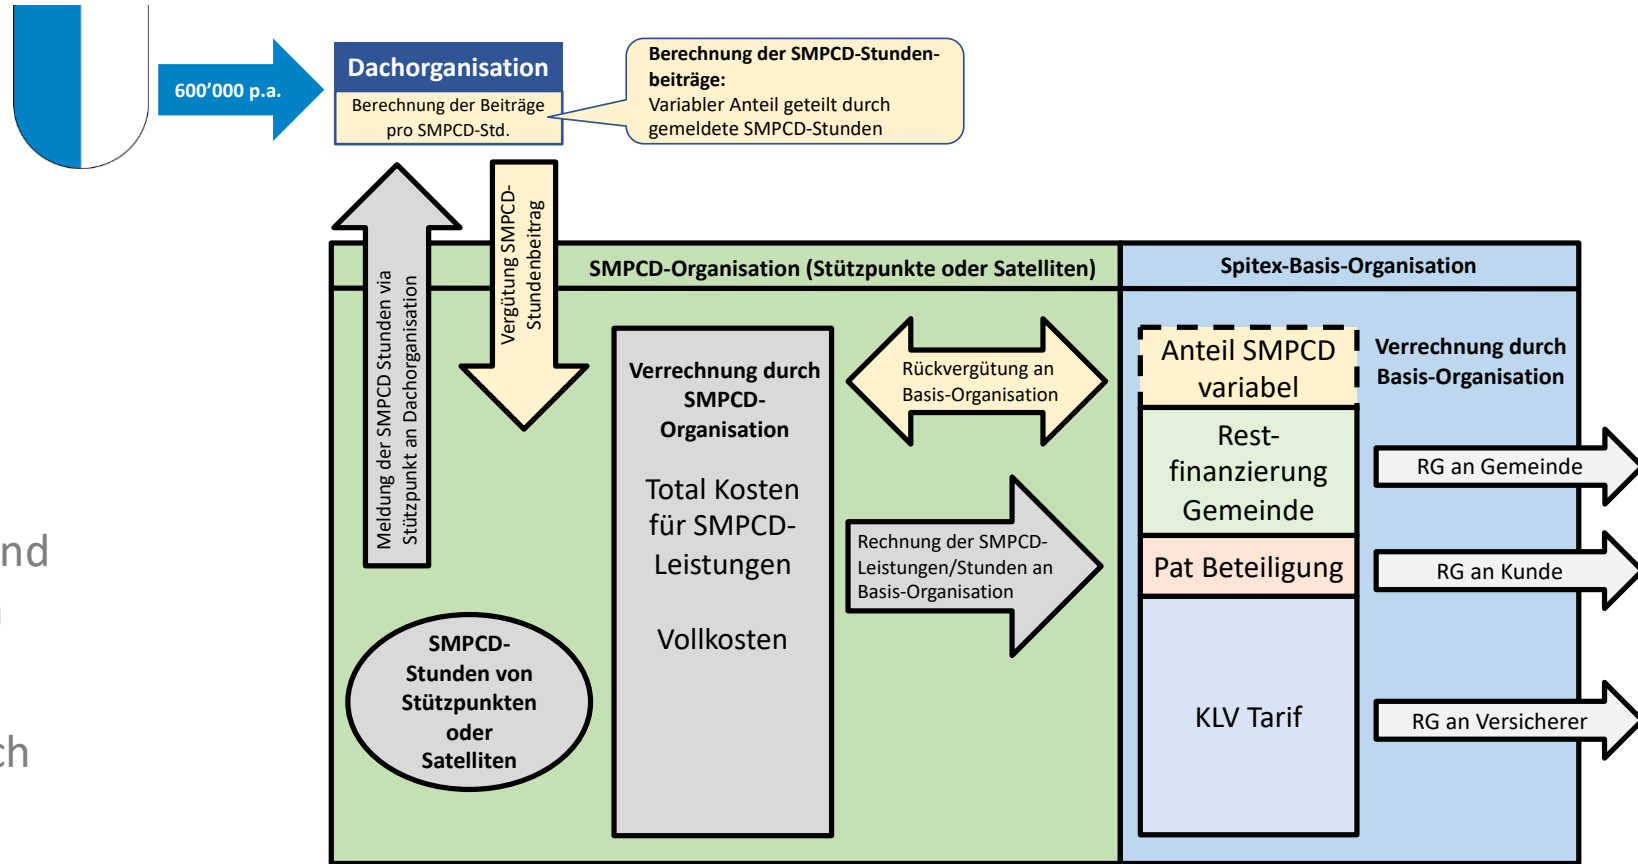 600'000 p.a.
Dachorganisation
Berechnung der Beiträge
pro SMPCD-Std.
Berechnung der SMPCD-Stunden-
beiträge:
Variabler Anteil geteilt durch
gemeldete SMPCD-Stunden
Meldung der SMPCD Stunden via
Stützpunkt an Dachorganisation
Vergütung SMPCD-
Stundenbeitrag
SMPCD-Organisation (Stützpunkte oder Satelliten)
Spitex-Basis-Organisation
Verrechnung durch
SMPCD-
Organisation
Total Kosten
für SMPCD-
Leistungen
Vollkosten
Rückvergütung an
Basis-Organisation
Rechnung der SMPCD-
Leistungen/Stunden an
Basis-Organisation
SMPCD-
Stunden von
Stützpunkten
oder
Satelliten
Anteil SMPCD
variabel
Rest-
finanzierung
Gemeinde
Pat Beteiligung
KLV Tarif
Verrechnung durch
Basis-Organisation
RG an Gemeinde
RG an Kunde
RG an Versicherer
nd
ch